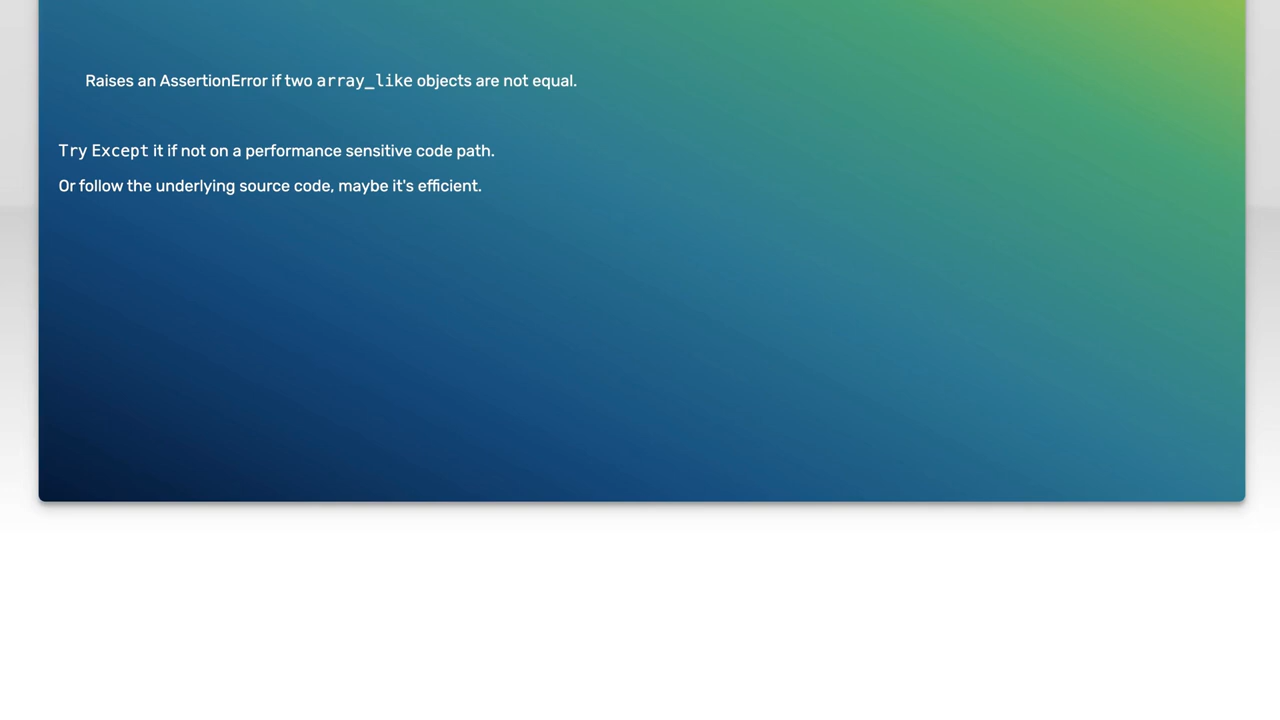 Raises an AssertionError if two array_like objects are not equal.
Try Except it if not on a performance sensitive code path.
Or follow the underlying source code, maybe it's efficient.